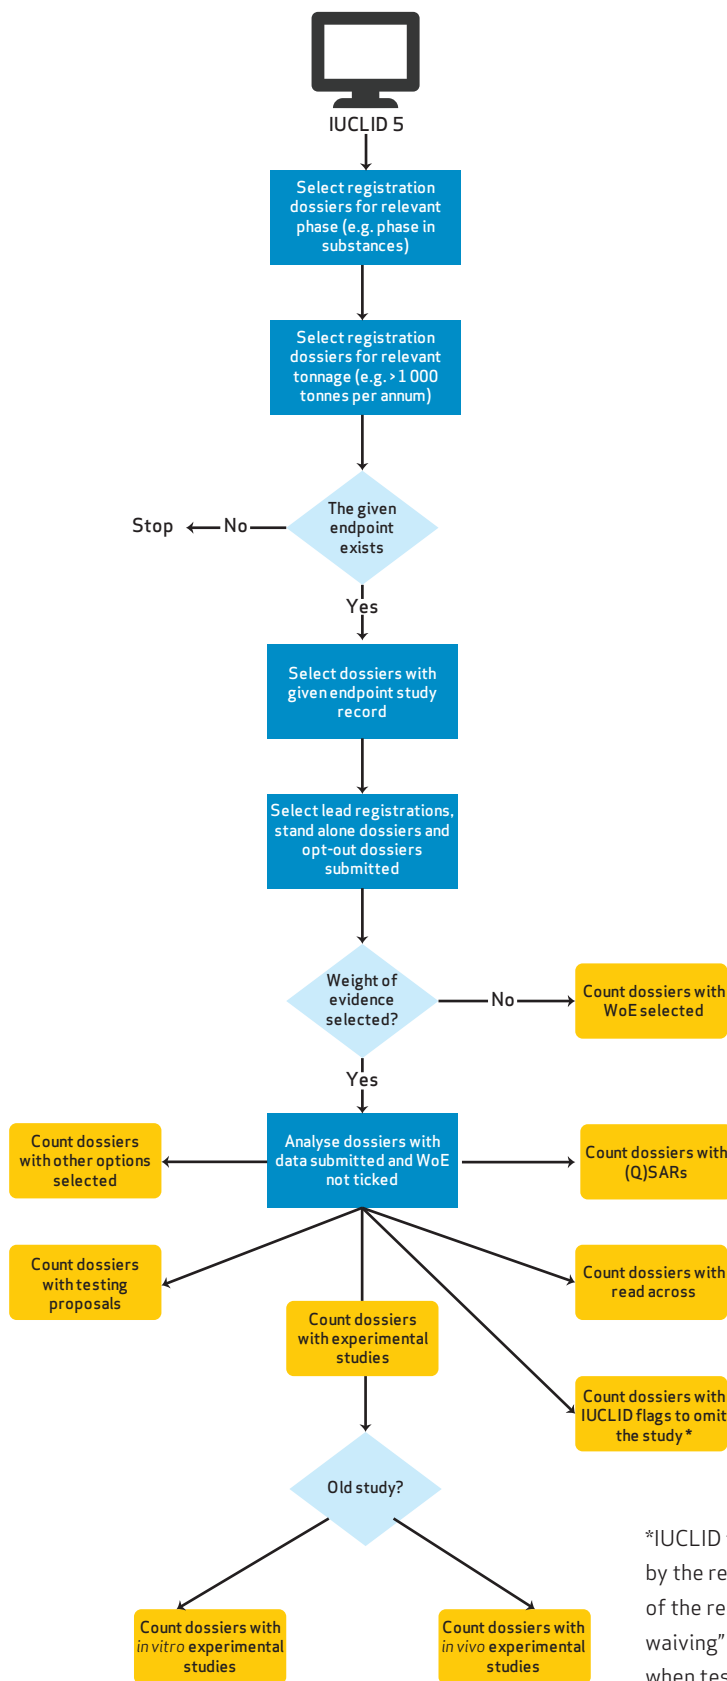 IUCLID 5
Select registration
dossiers for relevant
phase (e.g. phase in
substances)
Select registration
dossiers for relevant
tonnage (e.g. >1 000
tonnes per annum)
The given
endpoint
exists
Stop
No
Yes
Select dossiers with
given endpoint study
record
Select lead registrations,
stand alone dossiers and
opt-out dossiers
submitted
Weight of
evidence
selected?
No
Count dossiers with
WoE selected
Yes
Count dossiers
with other options
selected
Analyse dossiers with
data submitted and WoE
not ticked
Count dossiers with
(Q)SARs
Count dossiers
with testing
proposals
Count dossiers with
read across
Count dossiers
with experimental
studies
Count dossiers with
IUCLID flags to omit
the study *
Old study?
*IUCLID
by the re
of the re
waiving"
when tes
Count dossiers with
in vitro experimental
studies
Count dossiers with
in vivo experimental
studies